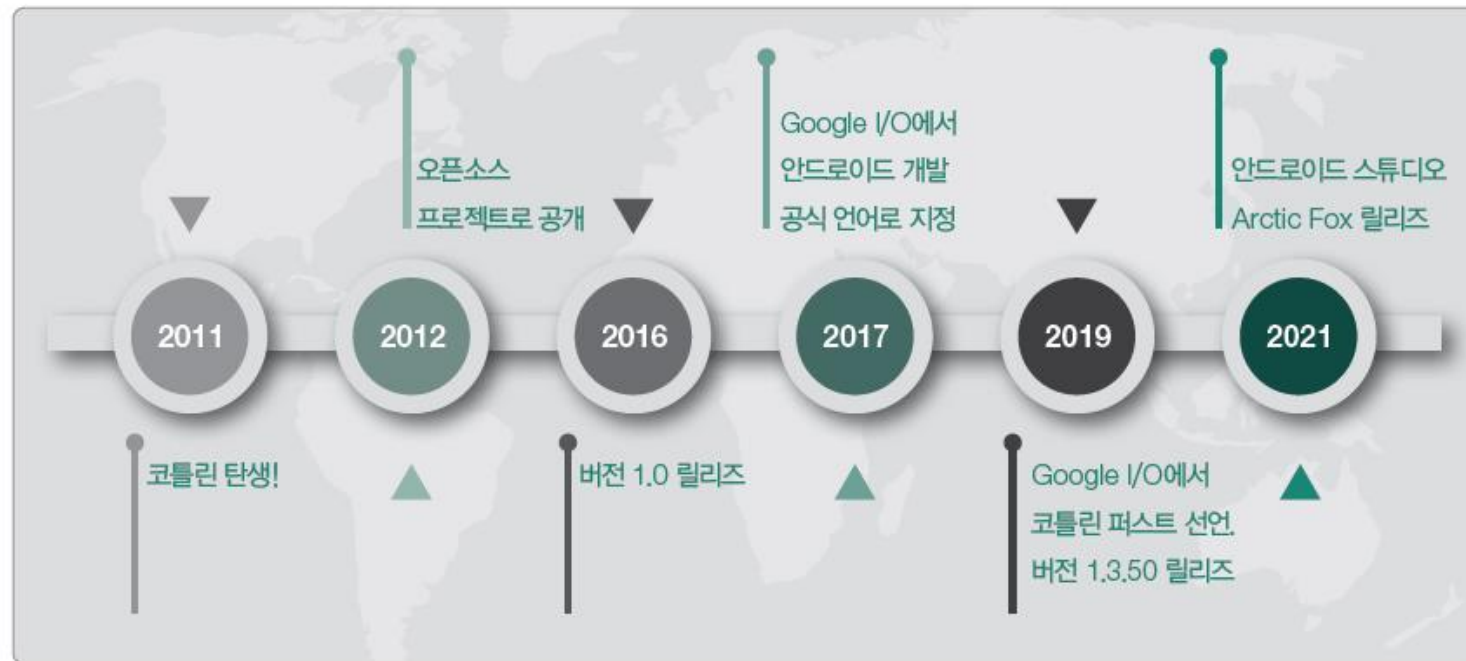 2011
코틀린 탄생!
2012
오픈소스
프로젝트로 공개
2016
버전 1.0 릴리즈
2017
Google I/O에서
안드로이드 개발
공식 언어로 지정
2019
Google I/O에서
코틀린 퍼스트 선언.
버전 1.3.50 릴리즈
2021
안드로이드 스튜디오
Arctic Fox 릴리즈